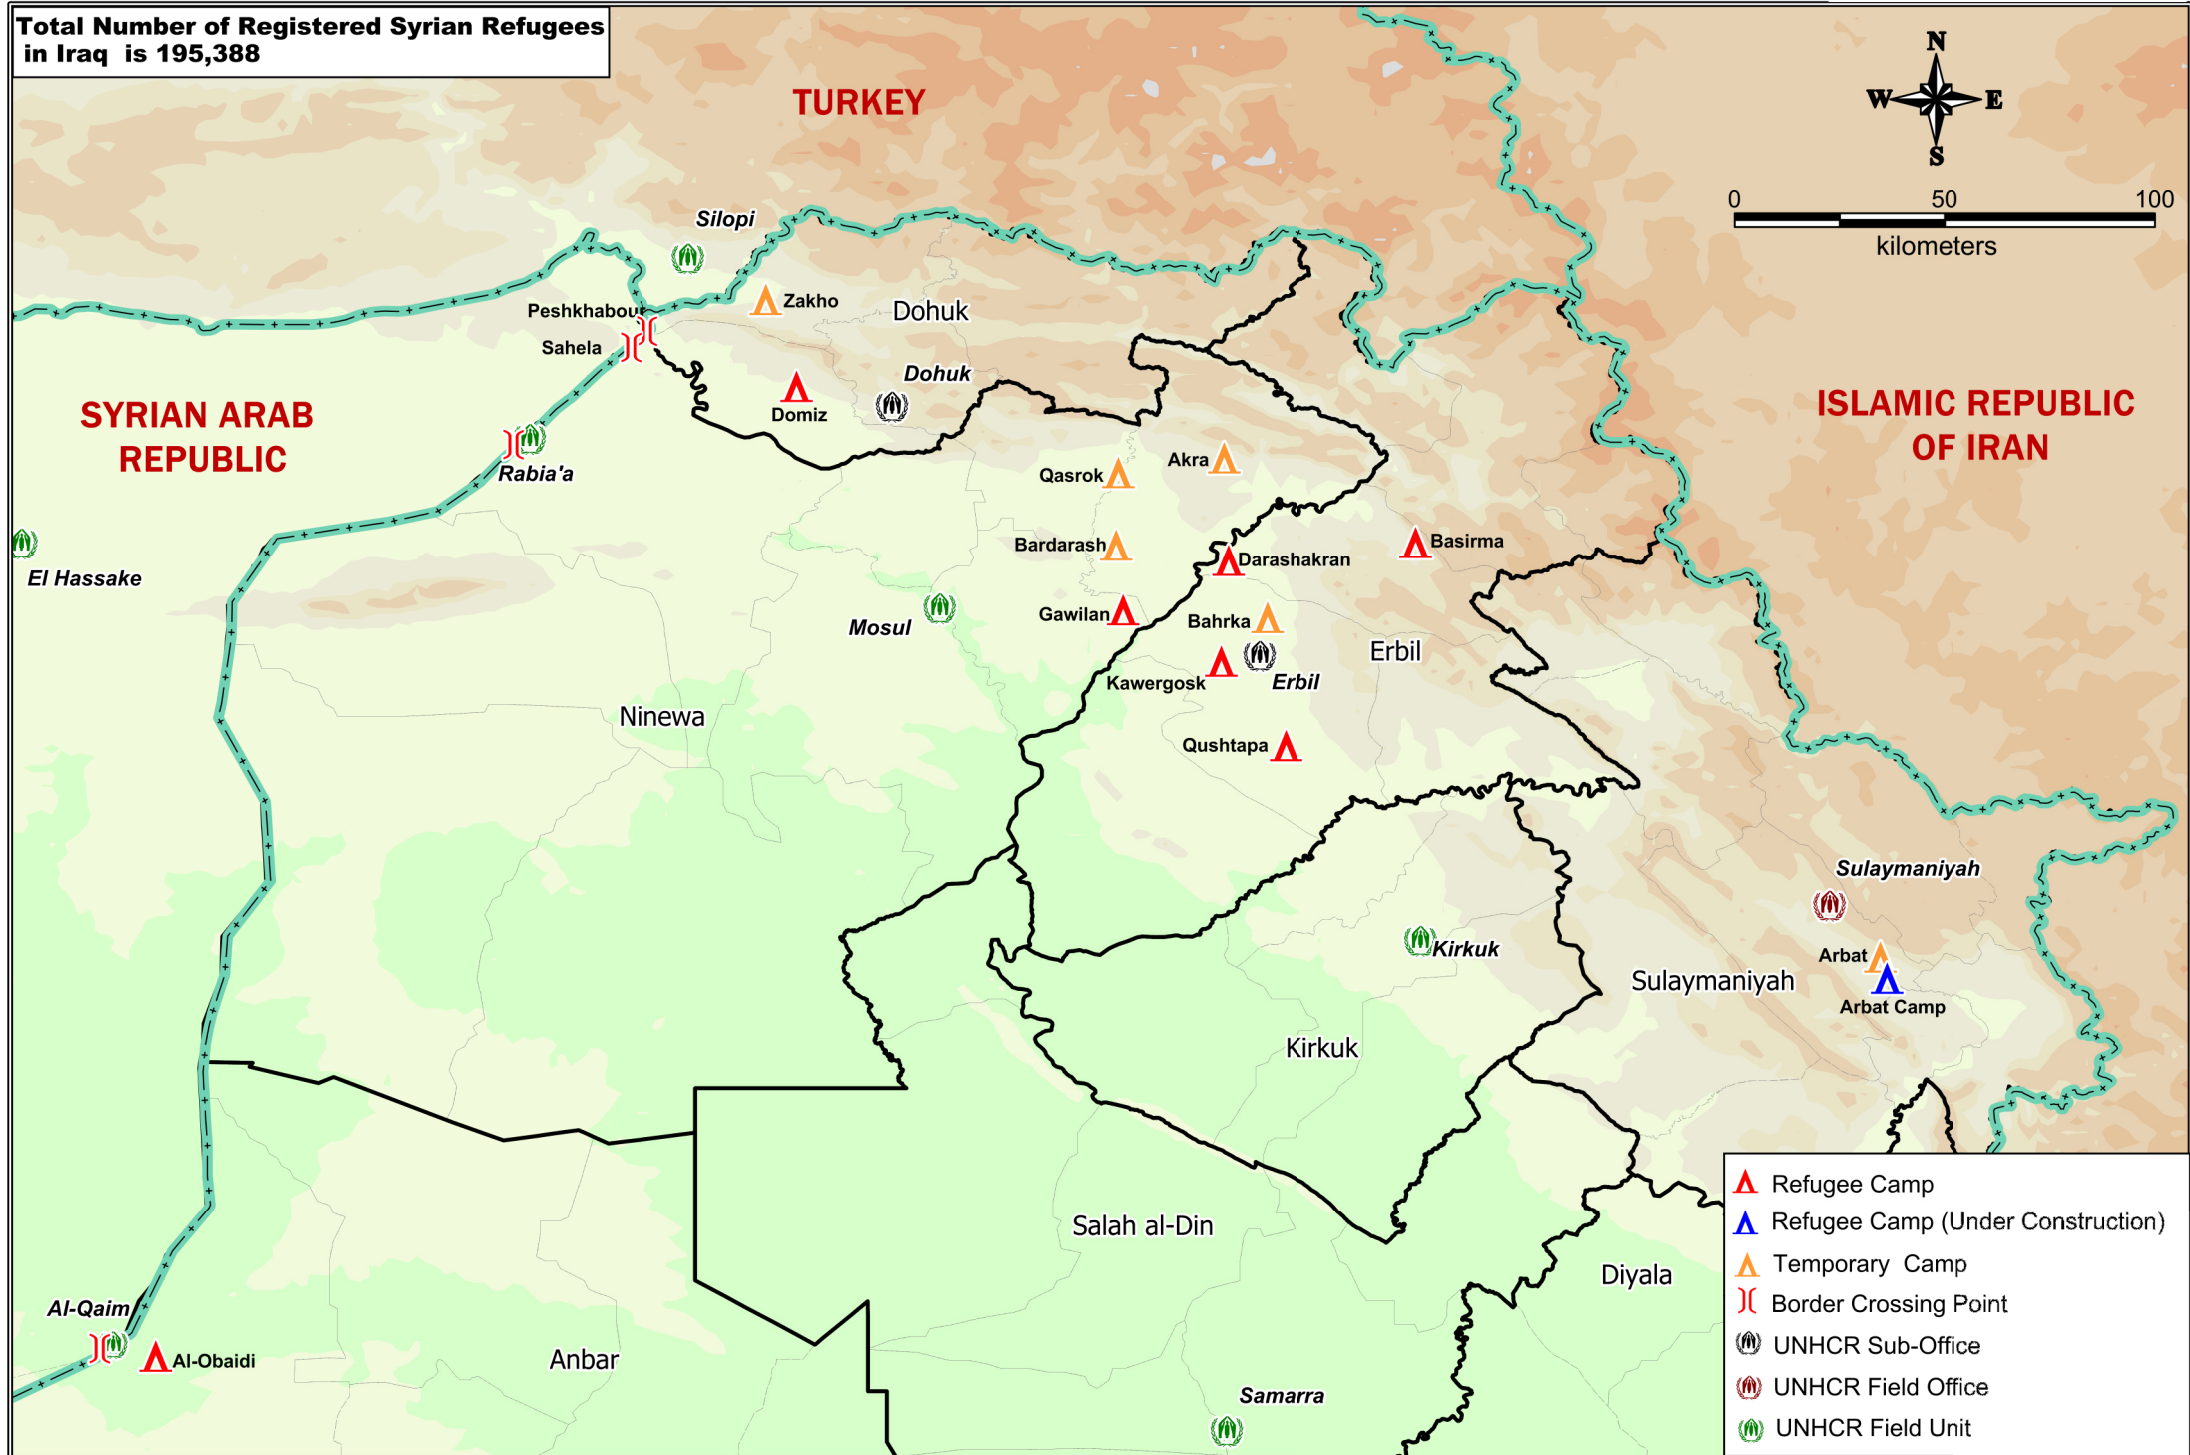 Total Number of Registered Syrian Refugees
in Iraq is 195,388
TURKEY
N
W E
S
0 50 100
kilometers
Silopi
Peshkhabour
Zakho
Dohuk
Sahela
Dohuk
Domiz
SYRIAN ARAB
REPUBLIC
ISLAMIC REPUBLIC
OF IRAN
Rabia'a
Qasrok
Akra
El Hassake
Bardarash
Darashakran
Basirma
Gawilan
Bahrka
Mosul
Erbil
Kawergosk
Erbil
Ninewa
Qushtapa
Sulaymaniyah
Kirkuk
Arbat
Sulaymaniyah
Arbat Camp
Kirkuk
Salah al-Din
Diyala
Al-Qaim
Al-Obaidi
Anbar
Samarra
Refugee Camp
Refugee Camp (Under Construction)
Temporary Camp
Border Crossing Point
UNHCR Sub-Office
UNHCR Field Office
UNHCR Field Unit